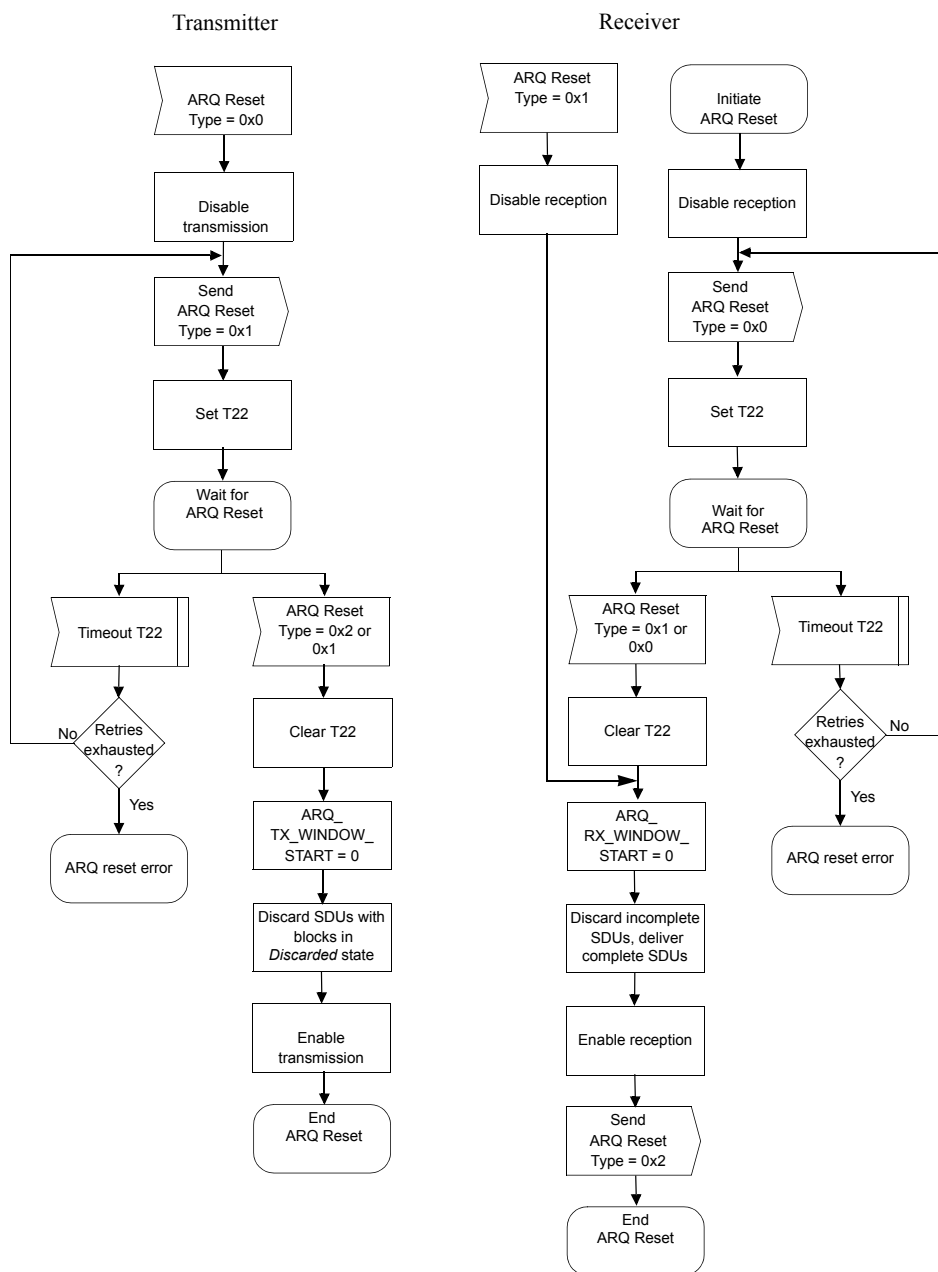 Transmitter
ARQ Reset
Type = 0x0
Disable
transmission
Send
ARQ Reset
Type = 0x1
Set T22
Wait for
ARQ Reset
Timeout T22
ARQ Reset
Type = 0x2 or
0x1
Retries
exhausted
?
No
Yes
ARQ reset error
Clear T22
ARQ_
TX_WINDOW_
START = 0
Discard SDUs with
blocks in
Discarded state
Enable
transmission
End
ARQ Reset
Receiver
ARQ Reset
Type = 0x1
Disable reception
Initiate
ARQ Reset
Disable reception
Send
ARQ Reset
Type = 0x0
Set T22
Wait for
ARQ Reset
ARQ Reset
Type = 0x1 or
0x0
Timeout T22
Clear T22
Retries
exhausted
?
No
Yes
ARQ reset error
ARQ_
RX_WINDOW_
START = 0
Discard incomplete
SDUs, deliver
complete SDUs
Enable reception
Send
ARQ Reset
Type = 0x2
End
ARQ Reset